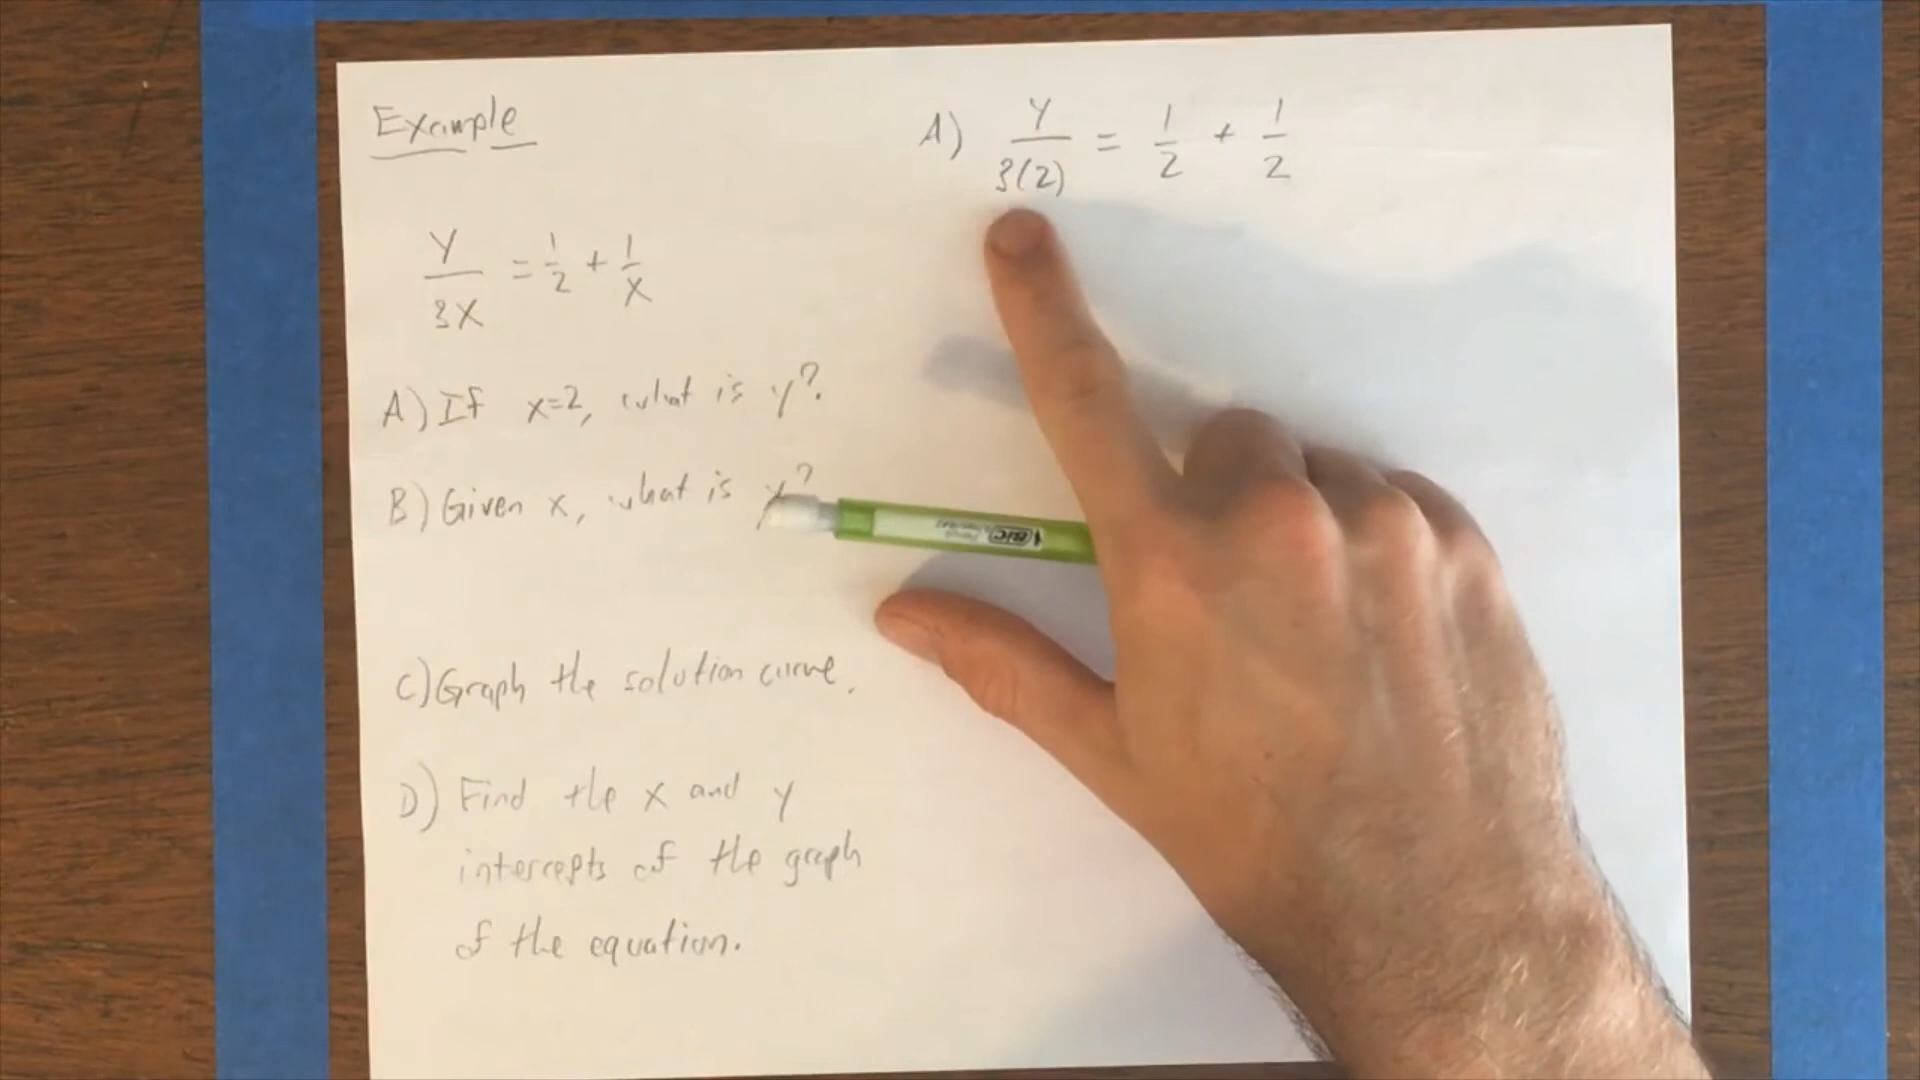 Example
y/3x = 1/2 + 1/x
A) If x=2, what is y?
B) Given x, what is y?
C) Graph the solution curve.
D) Find the x and y
intercepts of the graph
of the equation.
A) y/3(2) = 1/2 + 1/2
BIC